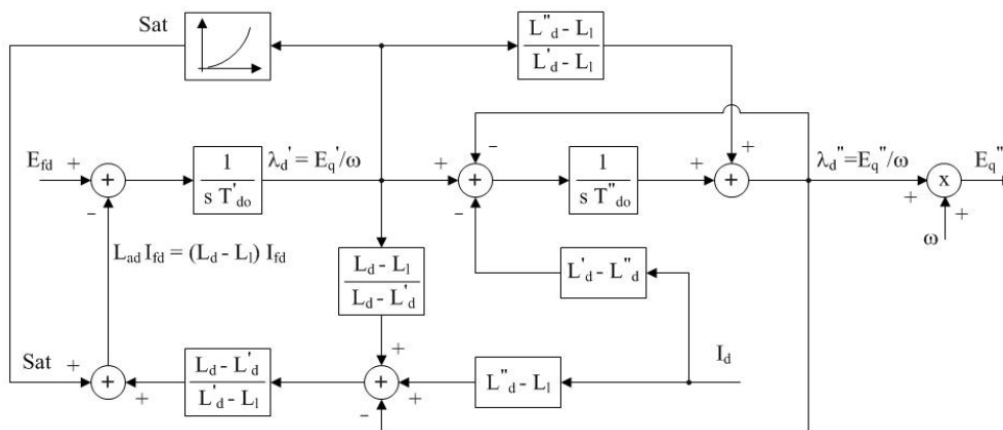 Sat
L"d – Ll
L'd – Ll
-
+
Efd
+
+
-
1
s T'do
λd' = Eq'/ω
+
+
-
1
s T"do
+
+
λd"=Eq"/ω
+
x
+
Eq"
ω
Lad Ifd = (Ld - Ll) Ifd
Ld – Ll
Ld – L'd
L'd – L"d
Id
Sat
+
+
+
Ld – L'd
L'd – Ll
+
+
+
-
L"d – Ll